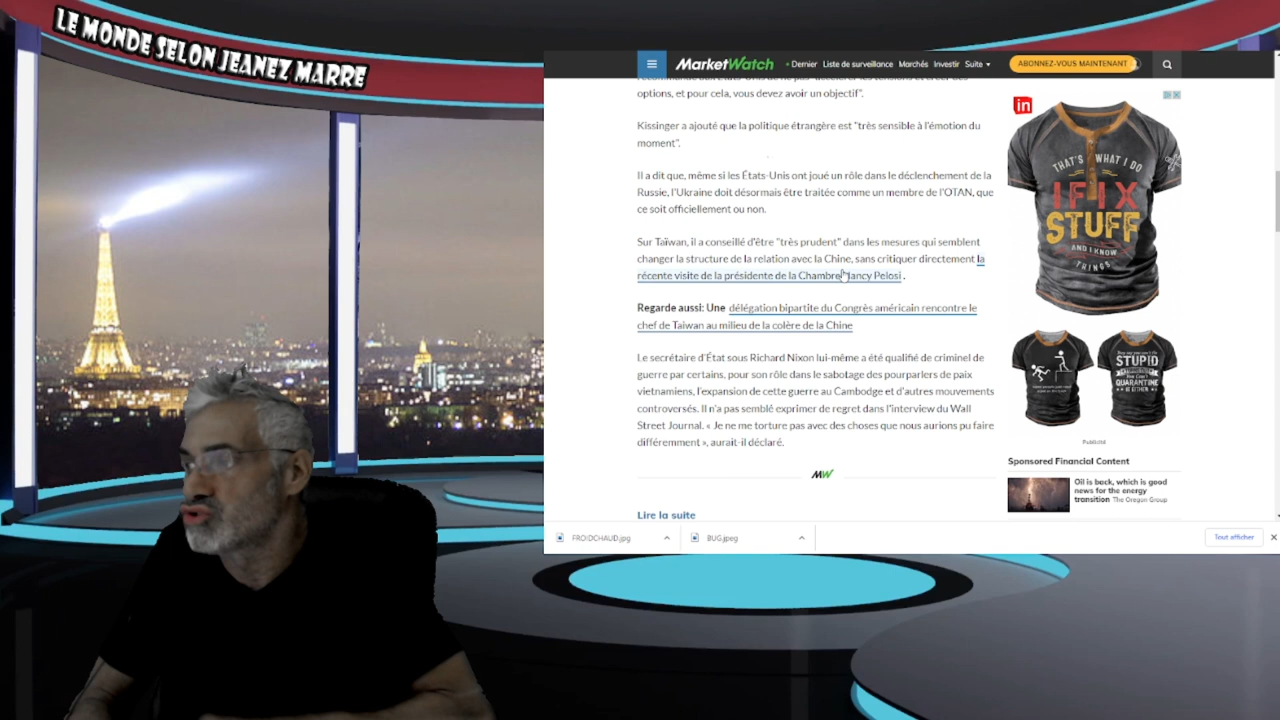 LE MONDE SELON JEANEZ MARRE
MarketWatch
• Dernier Liste de surveillance Marchés Investir Suite
ABONNEZ-VOUS MAINTENANT
options, et pour cela, vous devez avoir un objectif".
Kissinger a ajouté que la politique étrangère est "très sensible à l'émotion du
moment".
Il a dit que, même si les États-Unis ont joué un rôle dans le déclenchement de la
Russie, l'Ukraine doit désormais être traitée comme un membre de l'OTAN, que
ce soit officiellement ou non.
Sur Taïwan, il a conseillé d'être "très prudent" dans les mesures qui semblent
changer la structure de la relation avec la Chine, sans critiquer directement la
récente visite de la présidente de la Chambre Nancy Pelosi .
Regarde aussi: Une délégation bipartite du Congrès américain rencontre le
chef de Taiwan au milieu de la colère de la Chine
Le secrétaire d'État sous Richard Nixon lui-même a été qualifié de criminel de
guerre par certains, pour son rôle dans le sabotage des pourparlers de paix
vietnamiens, l'expansion de cette guerre au Cambodge et d'autres mouvements
controversés. Il n'a pas semblé exprimer de regret dans l'interview du Wall
Street Journal. « Je ne me torture pas avec des choses que nous aurions pu faire
différemment », aurait-il déclaré.
MW
Lire la suite
in
THAT'S WHAT I DO
I FIX
STUFF
AND I KNOW
THINGS
STUPID
QUARANTINE
Publicité
Sponsored Financial Content
Oil is back, which is good
news for the energy
transition The Oregon Group
FROIDCHAUD.jpg
BUG.jpeg
Tout afficher